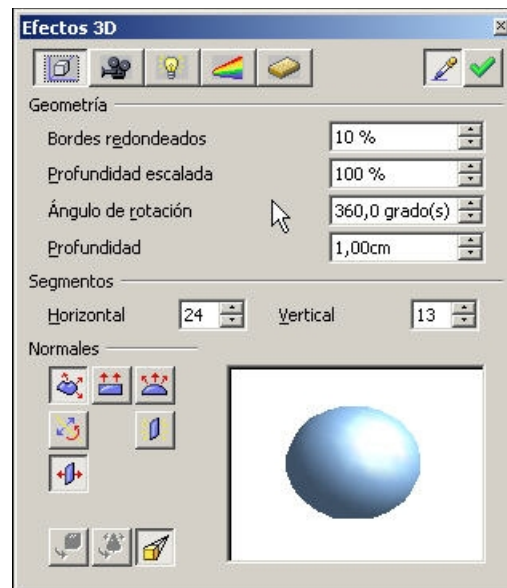 Efectos 3D
Geometría
Bordes redondeados 10 %
Profundidad escalada 100 %
Ángulo de rotación 360,0 grado(s)
Profundidad 1,00cm
Segmentos
Horizontal 24 Vertical 13
Normales